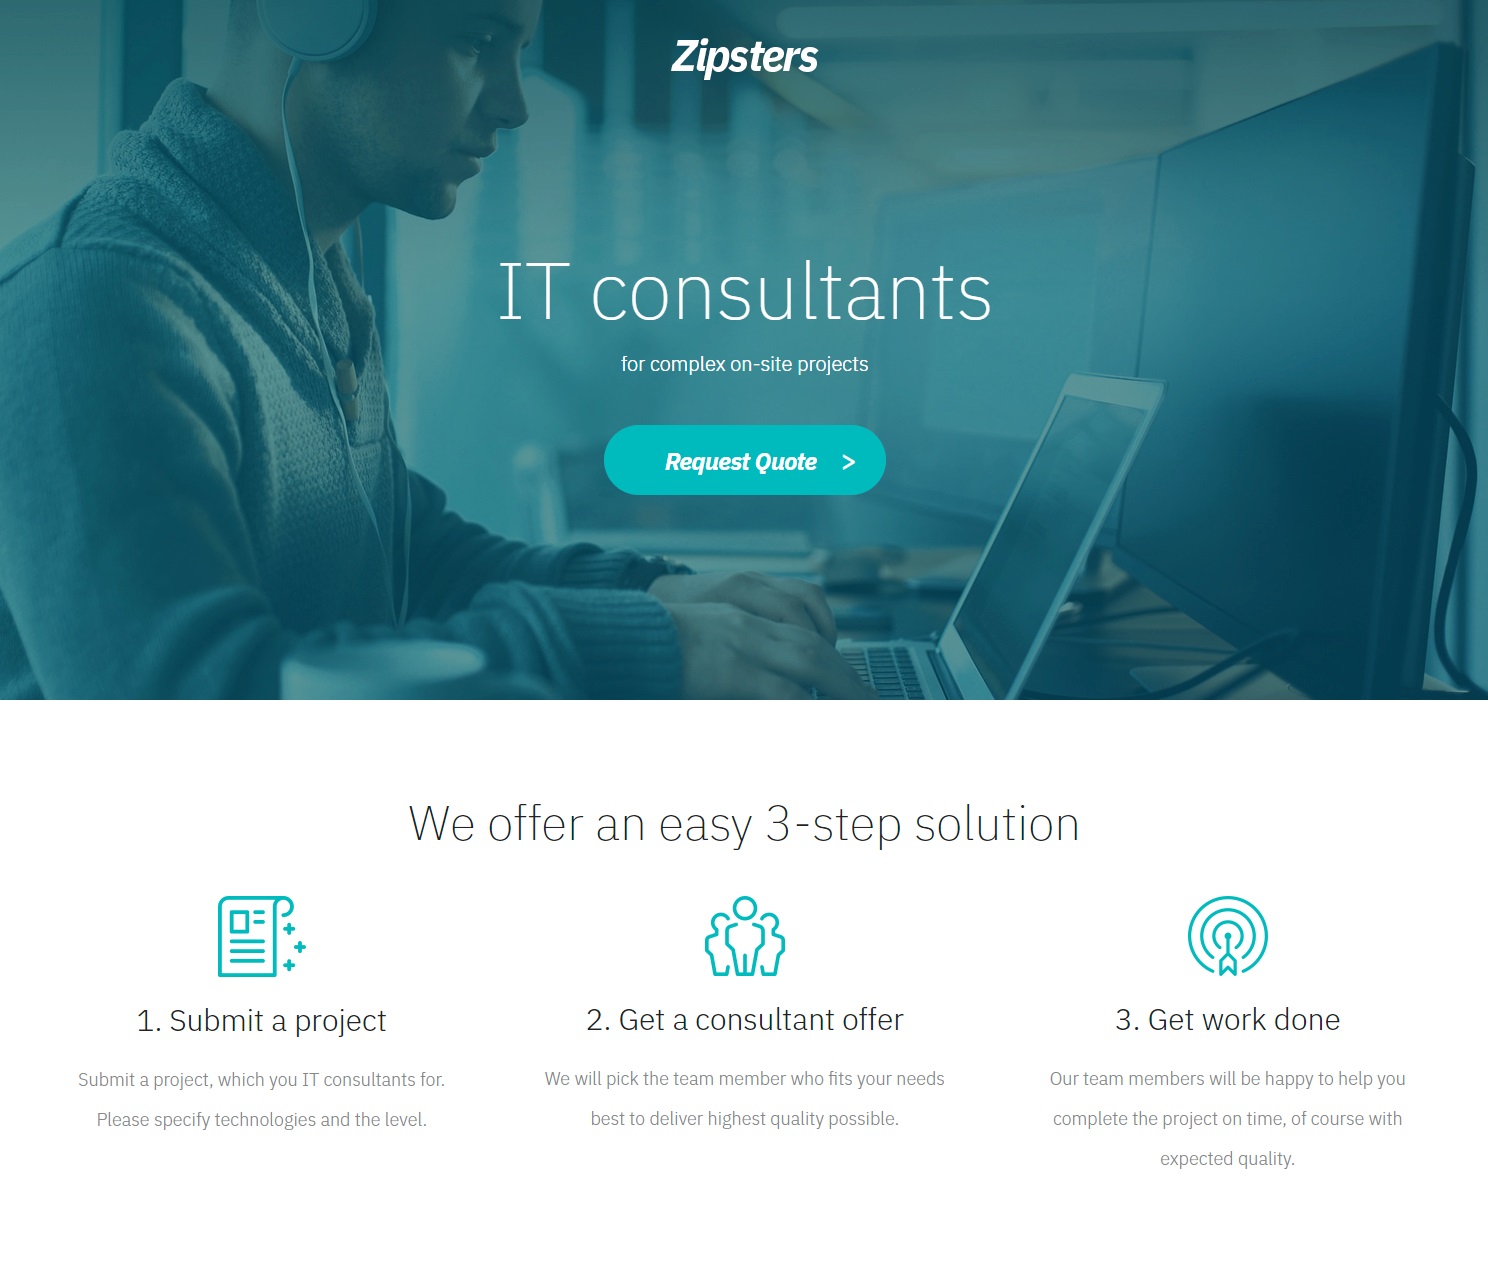 Zipsters
IT consultants
for complex on-site projects
Request Quote >
We offer an easy 3-step solution
1. Submit a project
Submit a project, which you IT consultants for.
Please specify technologies and the level.
2. Get a consultant offer
We will pick the team member who fits your needs
best to deliver highest quality possible.
3. Get work done
Our team members will be happy to help you
complete the project on time, of course with
expected quality.